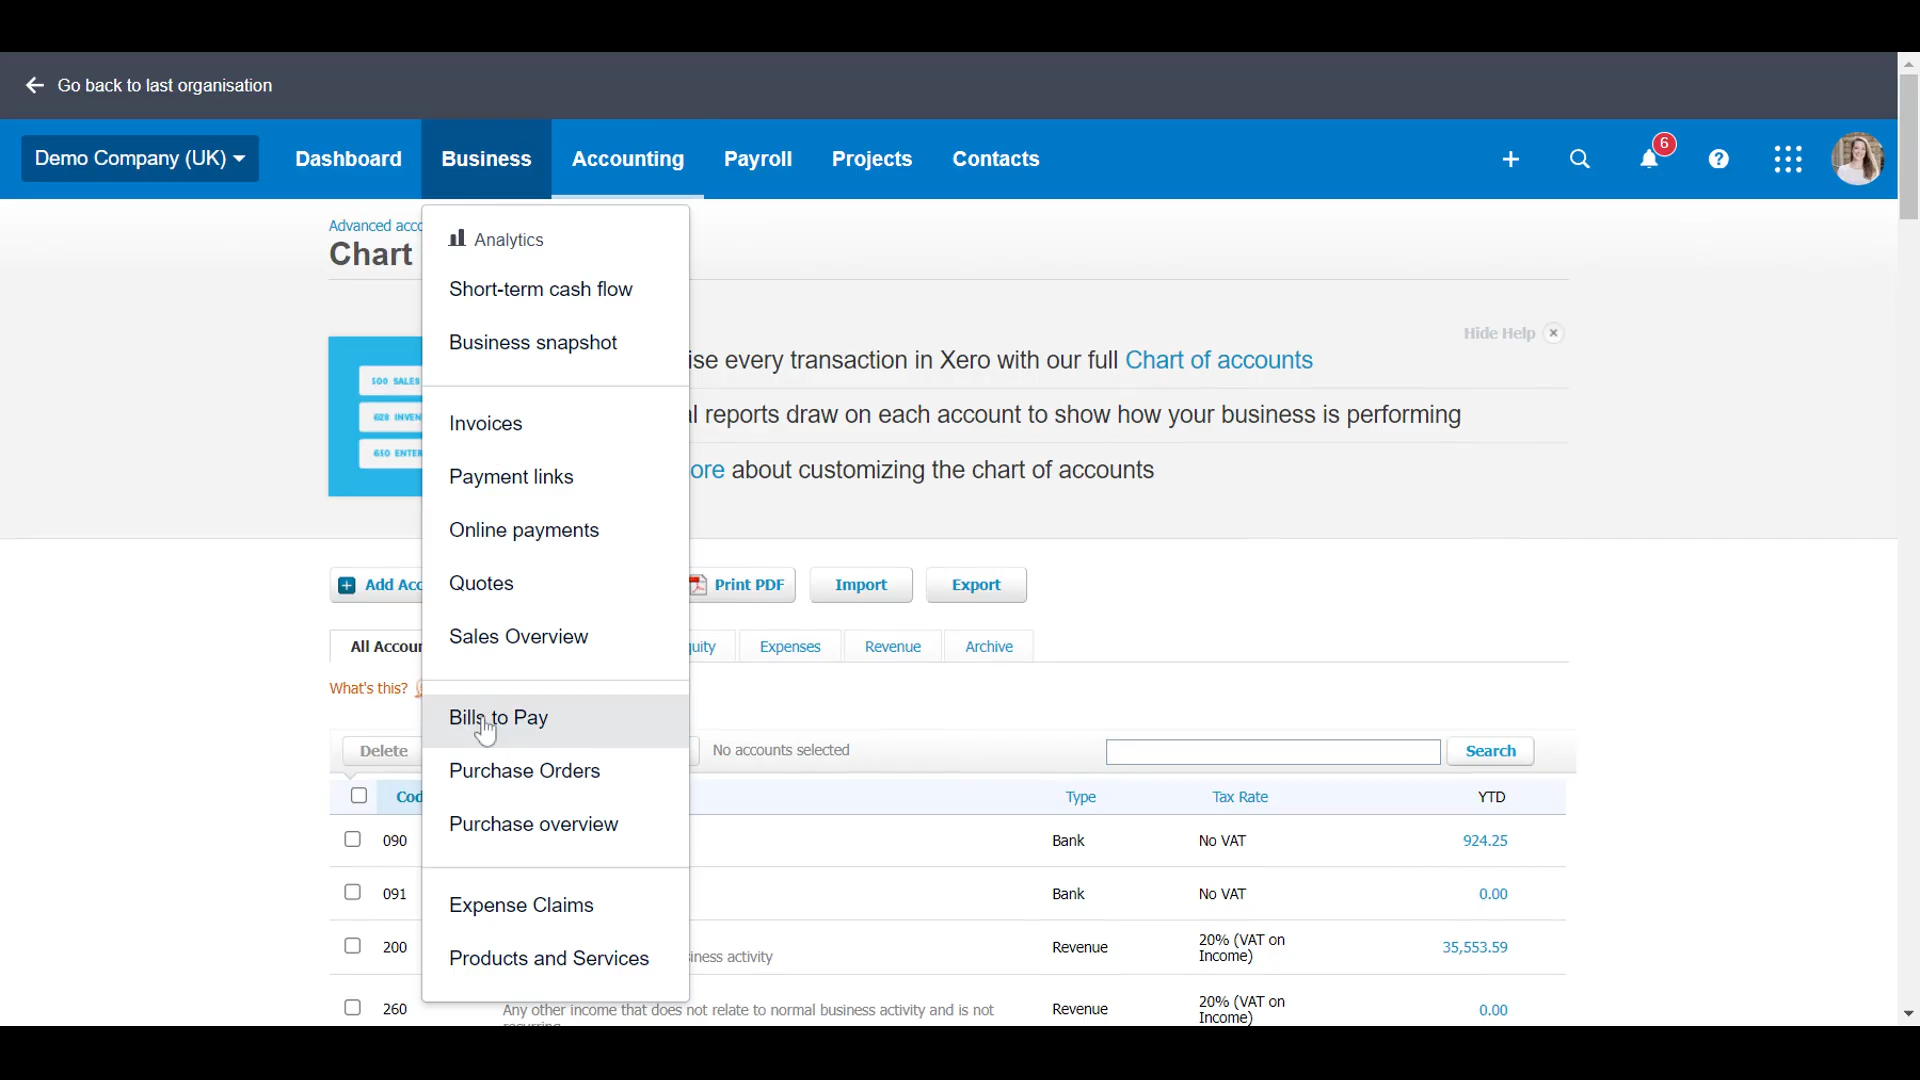 Go back to last organisation
Demo Company (UK)
Dashboard
Business
Accounting
Payroll
Projects
Contacts
6
Advanced
Chart
Analytics
Short-term cash flow
Business snapshot
Invoices
Payment links
Online payments
Quotes
Sales Overview
Bills to Pay
Purchase Orders
Purchase overview
Expense Claims
Products and Services
Hide Help
500 SALES
628 INVEN
650 ENTER
ise every transaction in Xero with our full Chart of accounts
reports draw on each account to show how your business is performing
ore about customizing the chart of accounts
Add Acc
Print PDF
Import
Export
All Accour
quity
Expenses
Revenue
Archive
What's this?
Delete
No accounts selected
Search
Cod
Type
Tax Rate
YTD
090
Bank
No VAT
924.25
091
Bank
No VAT
0.00
200
iness activity
Revenue
20% (VAT on
Income)
35,553.59
260
Any other income that does not relate to normal business activity and is not
Revenue
20% (VAT on
Income)
0.00